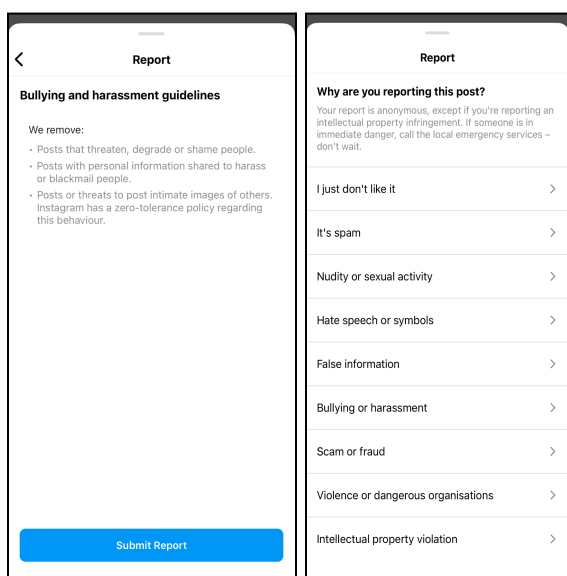 Report
Bullying and harassment guidelines
We remove:
• Posts that threaten, degrade or shame people.
• Posts with personal information shared to harass
or blackmail people.
• Posts or threats to post intimate images of others.
Instagram has a zero-tolerance policy regarding
this behaviour.
Submit Report
Report
Why are you reporting this post?
Your report is anonymous, except if you're reporting an
intellectual property infringement. If someone is in
immediate danger, call the local emergency services –
don't wait.
I just don't like it
It's spam
Nudity or sexual activity
Hate speech or symbols
False information
Bullying or harassment
Scam or fraud
Violence or dangerous organisations
Intellectual property violation